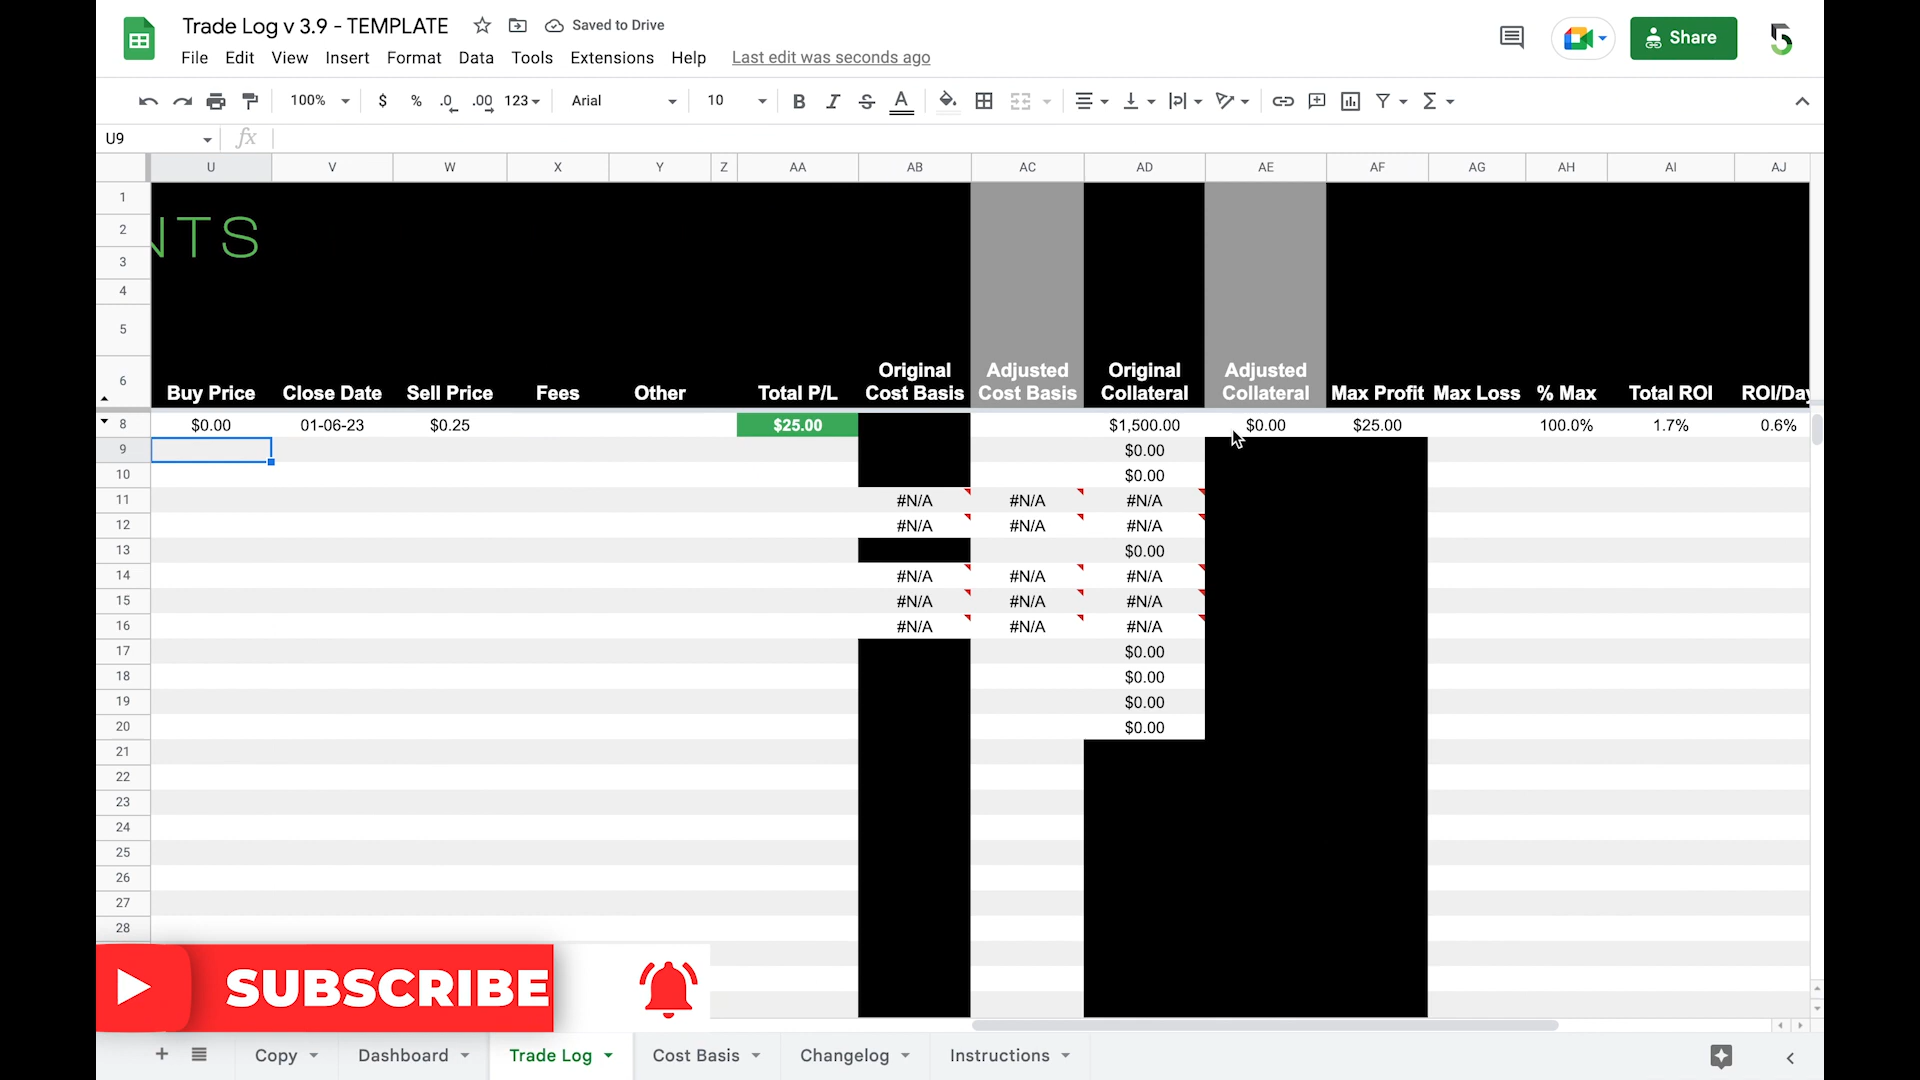 Trade Log v 3.9 - TEMPLATE Saved to Drive
File Edit View Insert Format Data Tools Extensions Help Last edit was seconds ago
Share
100% $ % .0 .00 123 Arial 10 B I S A
U9 fx
U V W X Y Z AA AB AC AD AE AF AG AH AI AJ
1
2 NTS
3
4
5
6 Buy Price Close Date Sell Price Fees Other Total P/L Original Cost Basis Adjusted Cost Basis Original Collateral Adjusted Collateral Max Profit Max Loss % Max Total ROI ROI/Day
8 $0.00 01-06-23 $0.25 $25.00 $1,500.00 $0.00 $25.00 100.0% 1.7% 0.6%
9 $0.00
10 $0.00
11 #N/A #N/A #N/A
12 #N/A #N/A #N/A
13 $0.00
14 #N/A #N/A #N/A
15 #N/A #N/A #N/A
16 #N/A #N/A #N/A
17 $0.00
18 $0.00
19 $0.00
20 $0.00
21
22
23
24
25
26
27
28
SUBSCRIBE
Copy Dashboard Trade Log Cost Basis Changelog Instructions